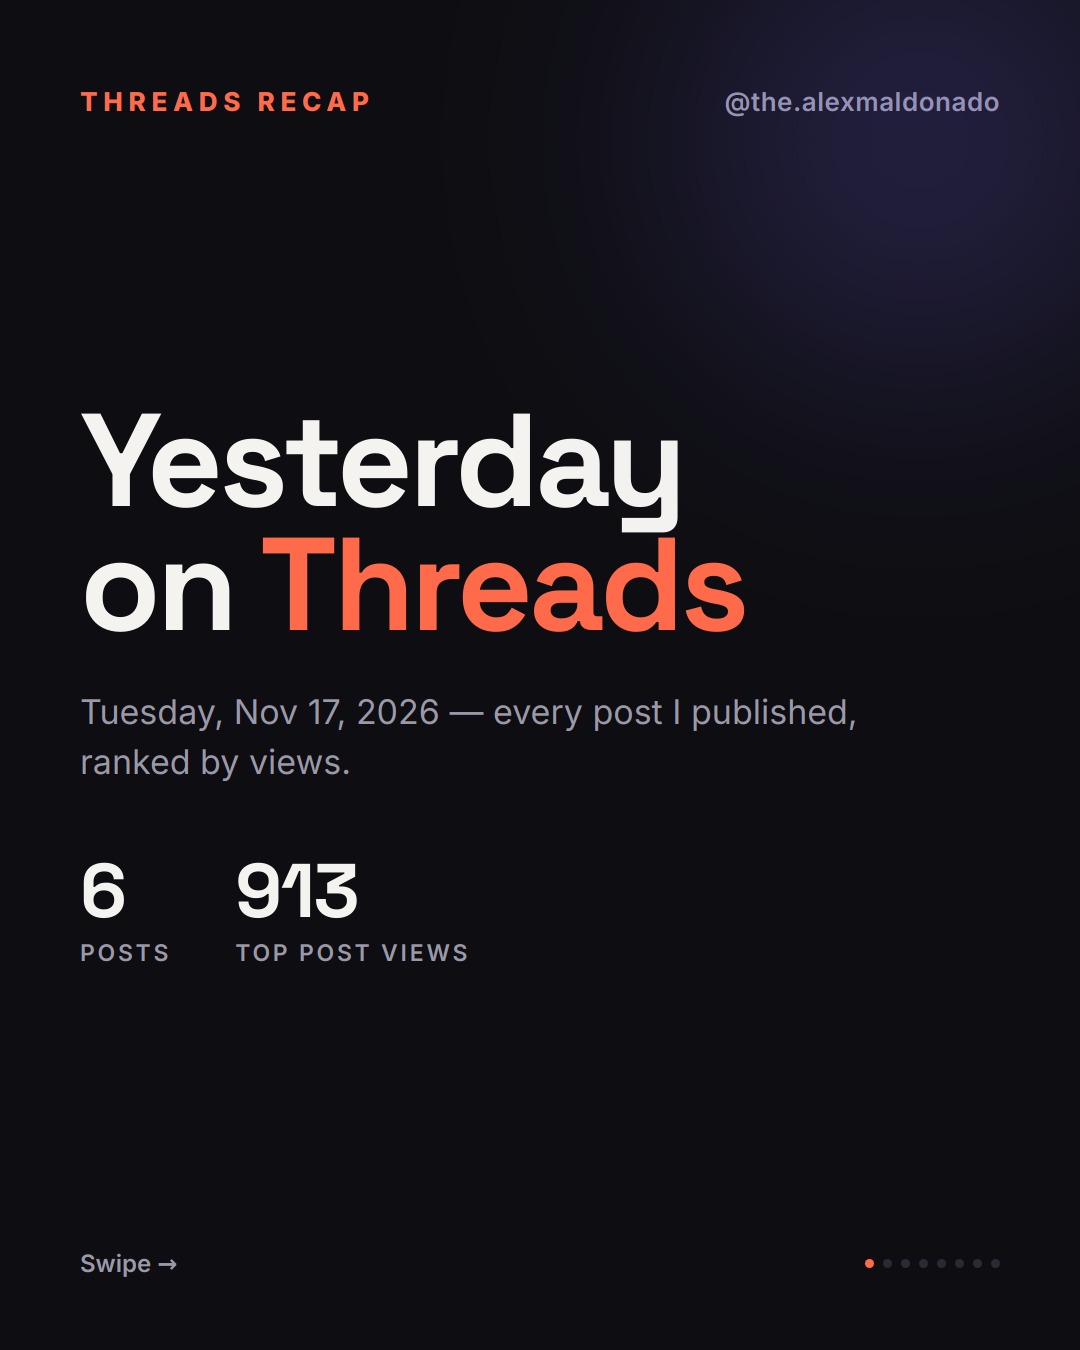 THREADS RECAP
@the.alexmaldonado
Yesterday
on Threads
Tuesday, Nov 17, 2026 — every post I published,
ranked by views.
6
POSTS
913
TOP POST VIEWS
Swipe →